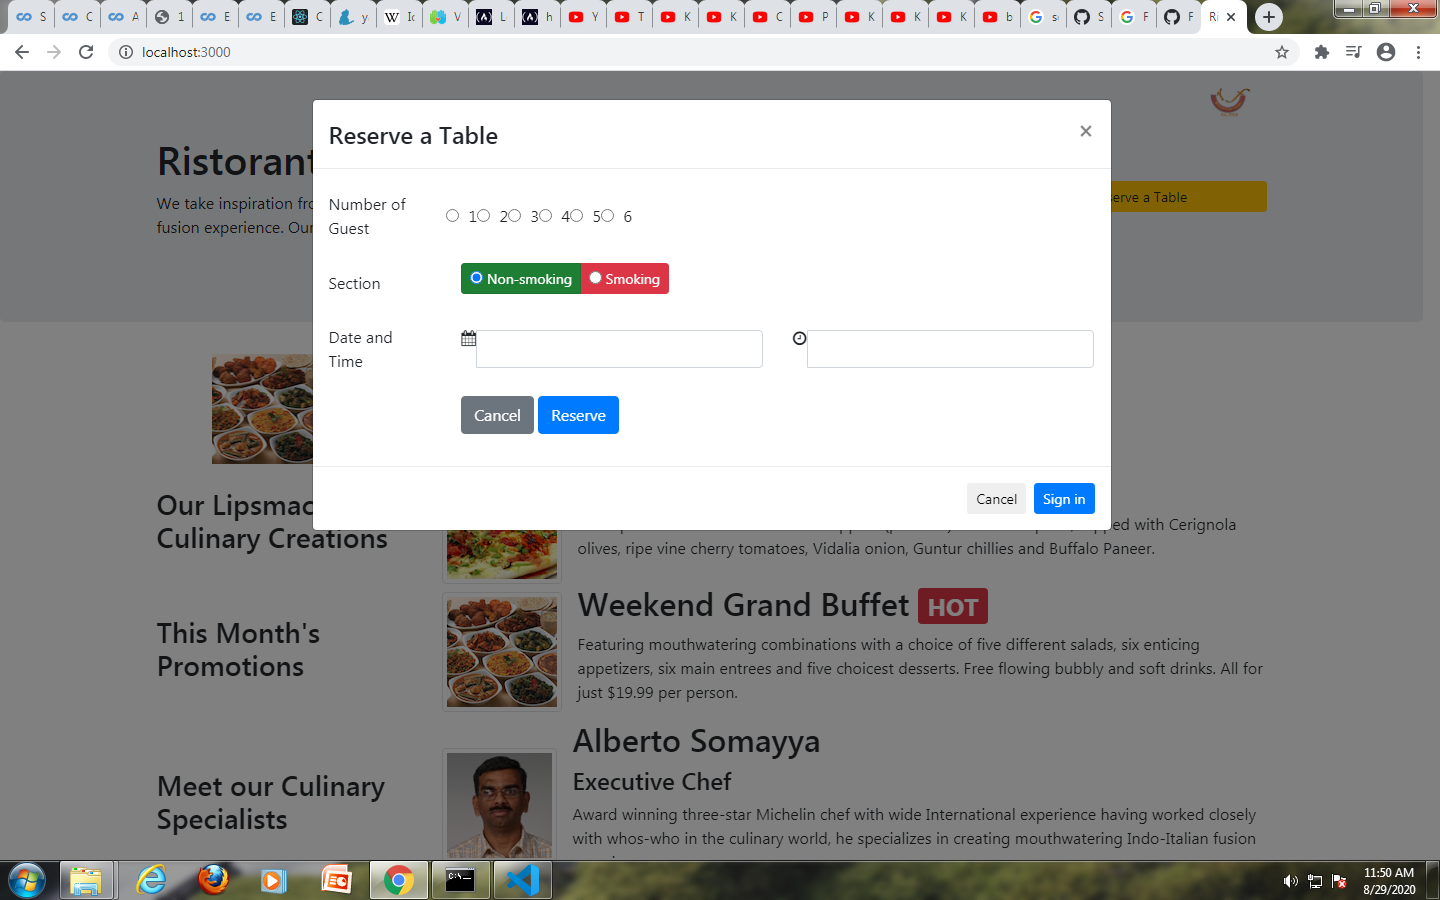 S C A 1 E E C y Ic V L h Y T K K C P K K K b se S F F Ri
localhost:3000
Reserve a Table
×
Ristorant
We take inspiration fro
fusion experience. Our
serve a Table
Number of
Guest
1 2 3 4 5 6
Section
Non-smoking Smoking
Date and
Time
Cancel Reserve
Cancel Sign in
Our Lipsmac
Culinary Creations
ped with Cerignola
olives, ripe vine cherry tomatoes, Vidalia onion, Guntur chillies and Buffalo Paneer.
This Month's
Promotions
Weekend Grand Buffet HOT
Featuring mouthwatering combinations with a choice of five different salads, six enticing
appetizers, six main entrees and five choicest desserts. Free flowing bubbly and soft drinks. All for
just $19.99 per person.
Meet our Culinary
Specialists
Alberto Somayya
Executive Chef
Award winning three-star Michelin chef with wide International experience having worked closely
with whos-who in the culinary world, he specializes in creating mouthwatering Indo-Italian fusion
C:\
11:50 AM
8/29/2020